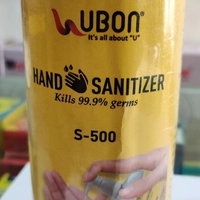 UBON®
It's all about "U"
HAND SANITIZER
Kills 99.9% germs
S-500